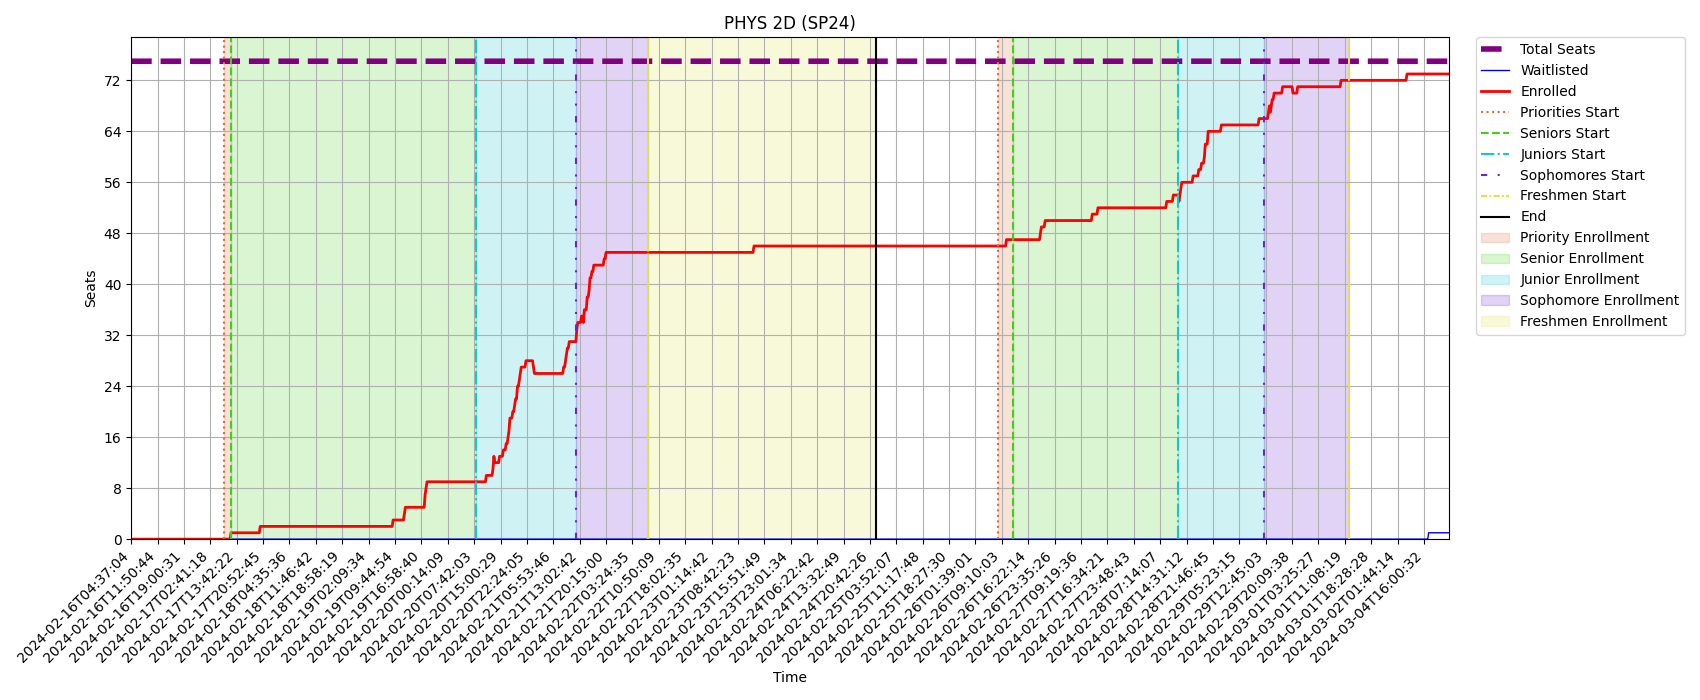 PHYS 2D (SP24)
Seats
72
64
56
48
40
32
24
16
8
0
2024-02-16T04:37:04
2024-02-16T11:50:44
2024-02-16T19:00:31
2024-02-17T02:41:18
2024-02-17T13:42:22
2024-02-17T20:52:45
2024-02-18T04:35:36
2024-02-18T11:46:42
2024-02-18T18:58:19
2024-02-19T02:09:34
2024-02-19T09:44:54
2024-02-19T16:58:40
2024-02-20T00:14:09
2024-02-20T07:42:03
2024-02-20T15:00:29
2024-02-20T22:24:05
2024-02-21T05:53:46
2024-02-21T13:02:42
2024-02-21T20:15:00
2024-02-22T03:24:35
2024-02-22T10:50:09
2024-02-22T18:02:35
2024-02-23T01:14:42
2024-02-23T08:42:23
2024-02-23T15:51:49
2024-02-23T23:01:34
2024-02-24T06:22:42
2024-02-24T13:32:49
2024-02-24T20:42:26
2024-02-25T03:52:07
2024-02-25T11:17:48
2024-02-25T18:27:30
2024-02-26T01:39:01
2024-02-26T09:10:03
2024-02-26T16:22:14
2024-02-26T23:35:26
2024-02-27T09:19:36
2024-02-27T16:34:21
2024-02-27T23:48:43
2024-02-28T07:14:07
2024-02-28T14:31:12
2024-02-28T21:46:45
2024-02-29T05:23:15
2024-02-29T12:45:03
2024-02-29T20:09:38
2024-03-01T03:25:27
2024-03-01T11:08:19
2024-03-01T18:28:28
2024-03-02T01:44:14
2024-03-04T16:00:32
Time
Total Seats
Waitlisted
Enrolled
Priorities Start
Seniors Start
Juniors Start
Sophomores Start
Freshmen Start
End
Priority Enrollment
Senior Enrollment
Junior Enrollment
Sophomore Enrollment
Freshmen Enrollment